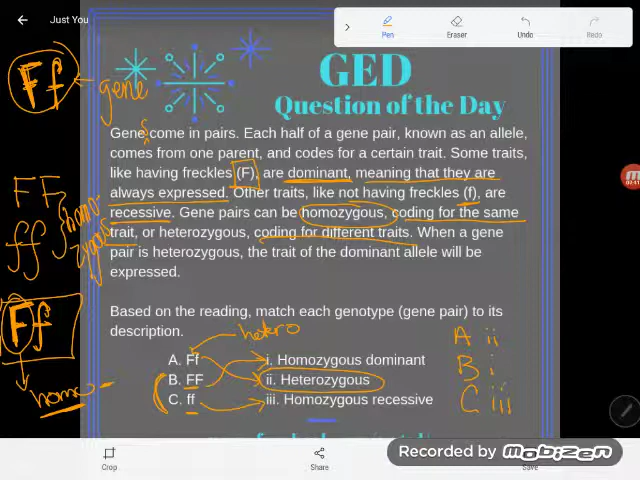 Just You
Pen
Eraser
Undo
Redo
Ff
gene
GED
Question of the Day
Gene s come in pairs. Each half of a gene pair, known as an allele,
comes from one parent, and codes for a certain trait. Some traits,
like having freckles (F), are dominant, meaning that they are
always expressed. Other traits, like not having freckles (f), are
recessive. Gene pairs can be homozygous, coding for the same
trait, or heterozygous, coding for different traits. When a gene
pair is heterozygous, the trait of the dominant allele will be
expressed.
FF
ff
homo-
zygous
Ff
homo-
Based on the reading, match each genotype (gene pair) to its
description.
hetero
A. Ff
B. FF
C. ff
i. Homozygous dominant
ii. Heterozygous
iii. Homozygous recessive
A ii
B i
C iii
02:41
Crop
Share
Save
Recorded by Mobizen